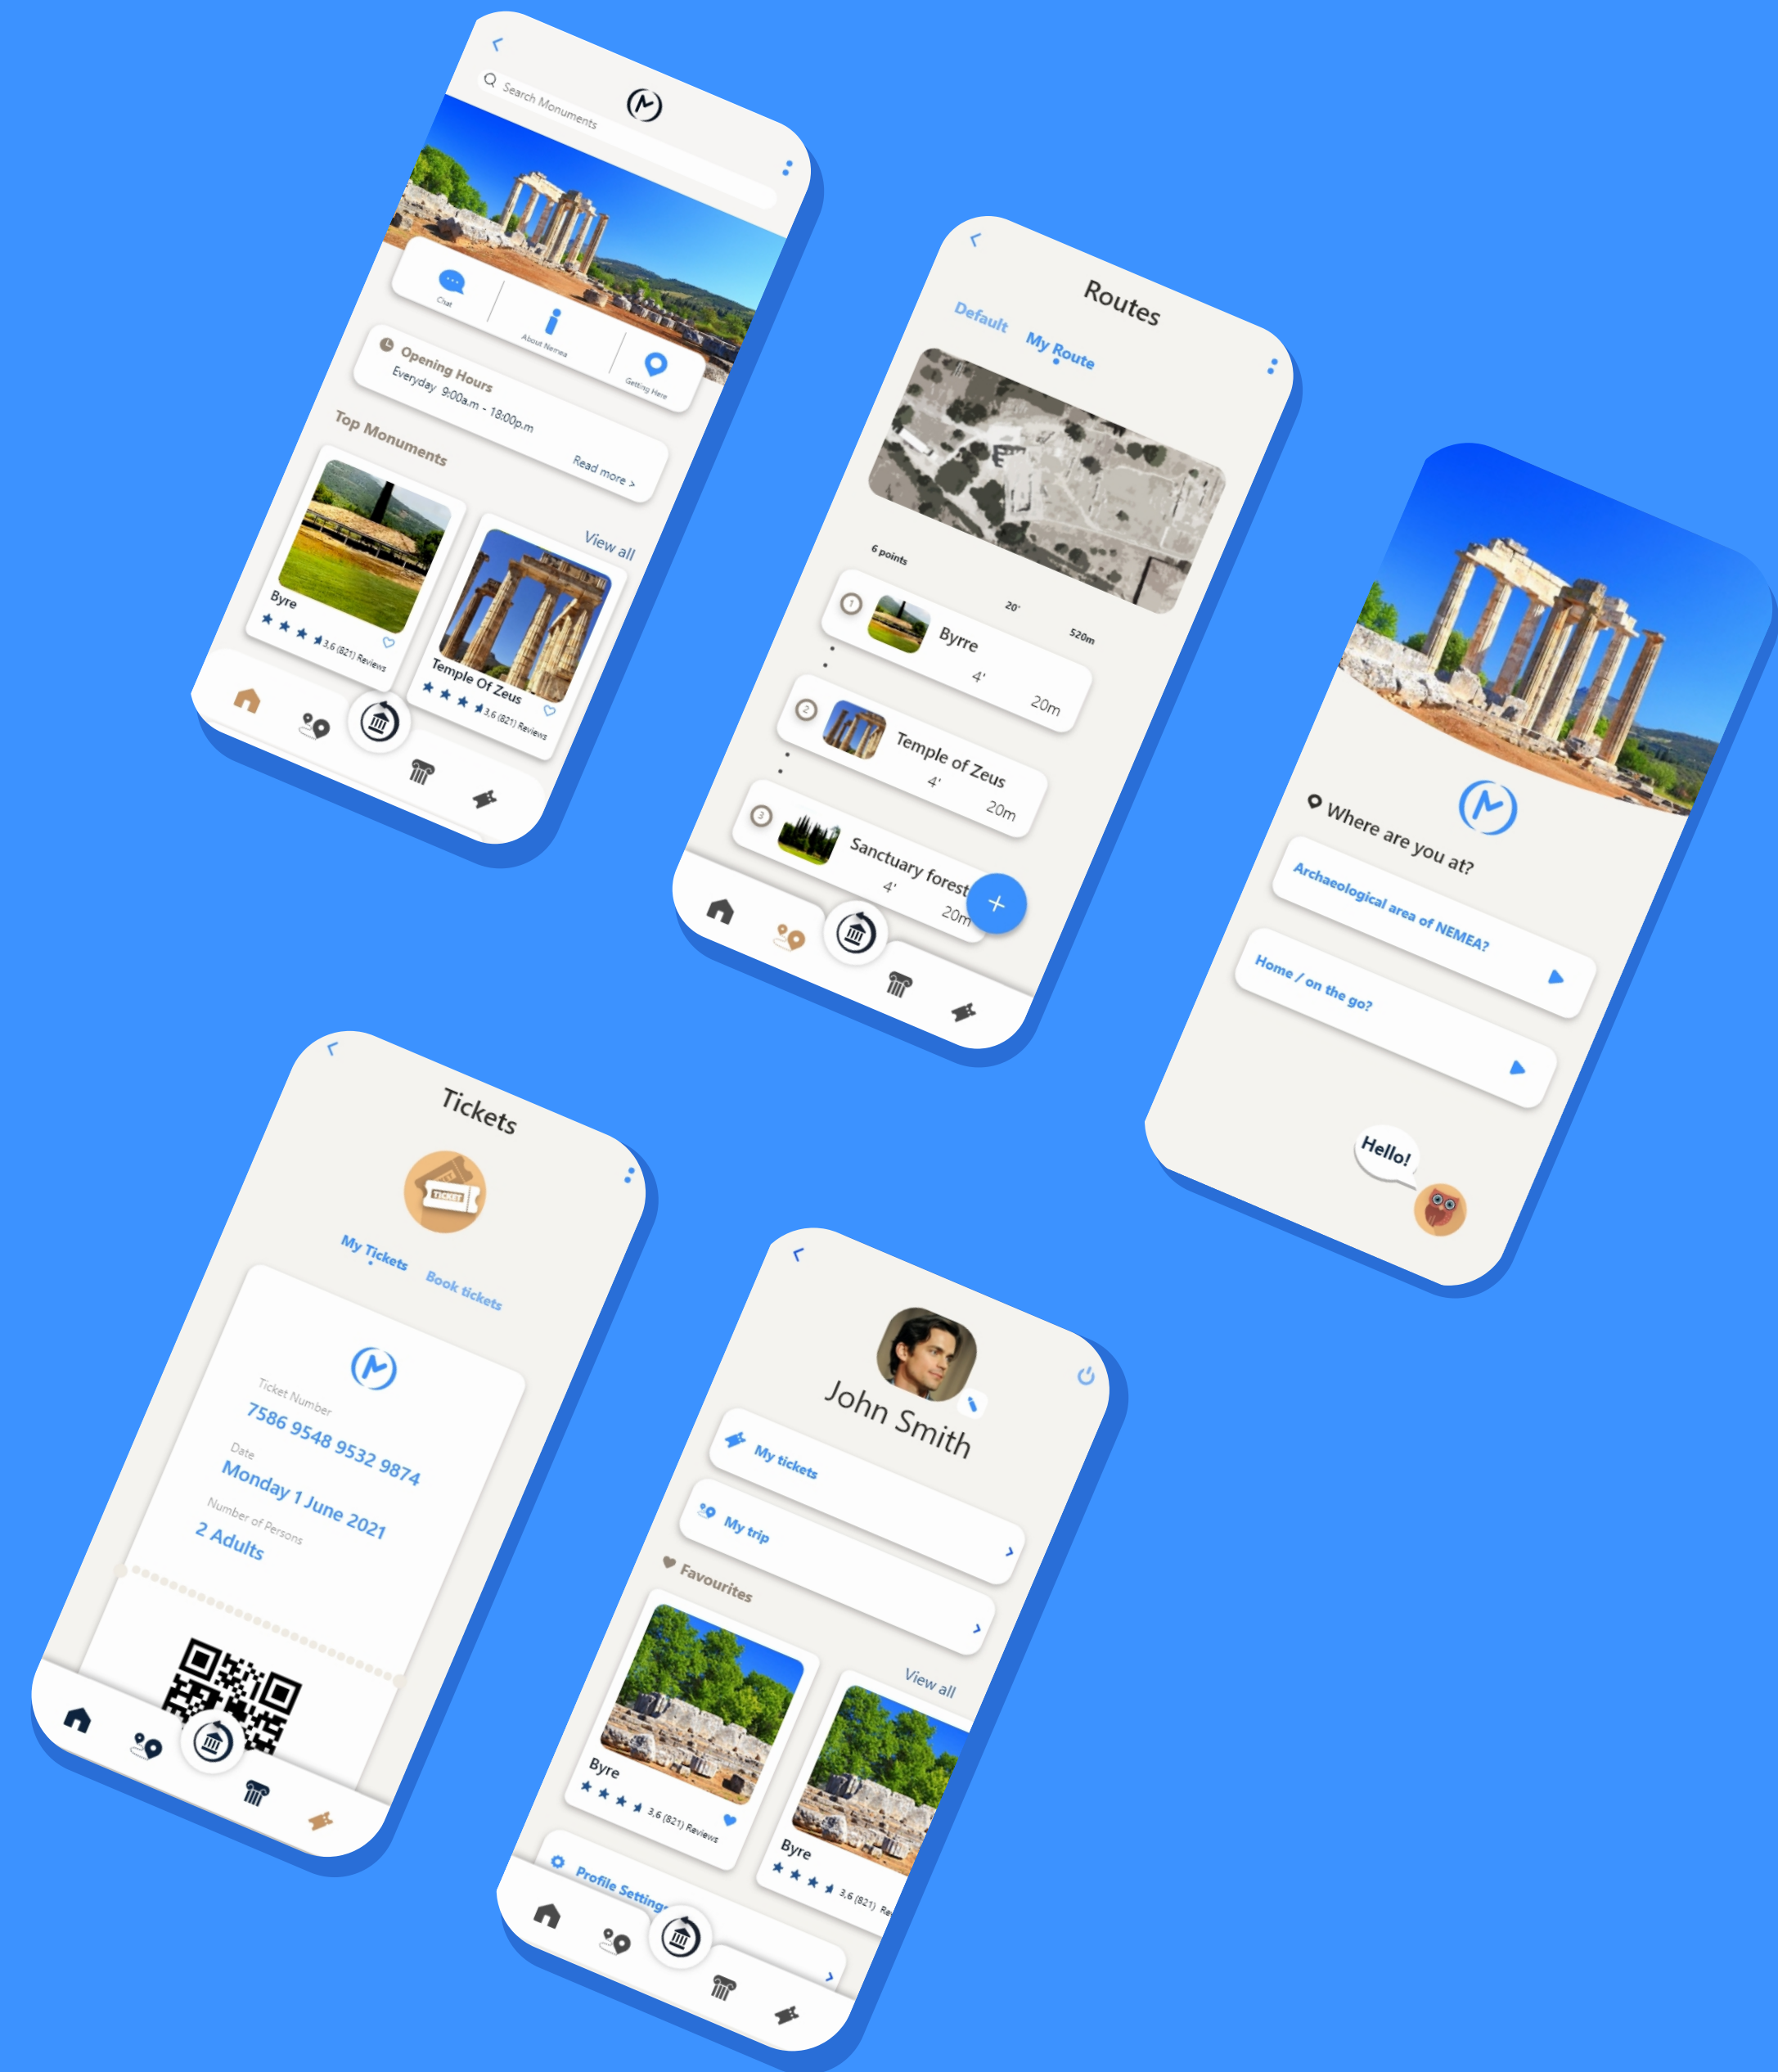 Search Monuments
Chat
About Nemea
Getting Here
Opening Hours
Everyday 9:00a.m - 18:00p.m
Read more >
Top Monuments
View all
Byre
3,6 (821) Reviews
Temple Of Zeus
3,6 (821) Reviews
Routes
Default
My Route
6 points
20'
520m
1
Byrre
4'
20m
2
Temple of Zeus
4'
20m
3
Sanctuary forest
4'
20m
+
Where are you at?
Archaeological area of NEMEA?
Home / on the go?
Hello!
Tickets
TICKET
My Tickets
Book tickets
Ticket Number
7586 9548 9532 9874
Date
Monday 1 June 2021
Number of Persons
2 Adults
John Smith
My tickets
My trip
Favourites
View all
Byre
3,6 (821) Reviews
Byre
3,6 (821) Rev
Profile Settings